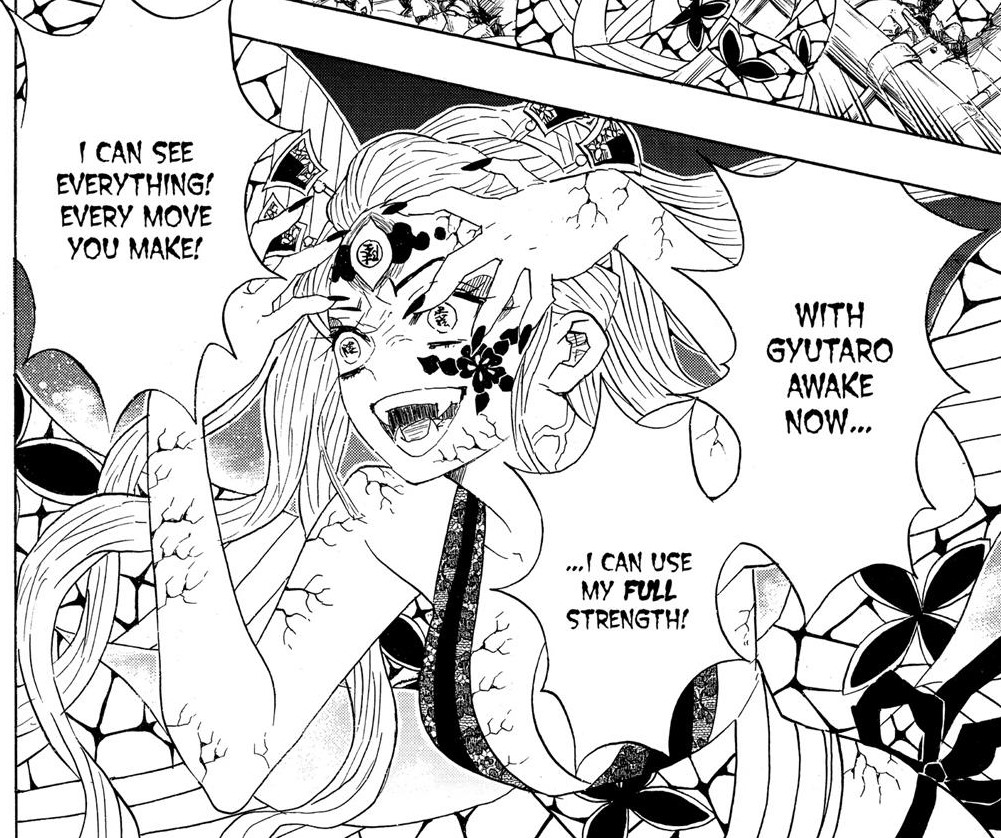 I CAN SEE
EVERYTHING!
EVERY MOVE
YOU MAKE!
WITH
GYUTARO
AWAKE
NOW...
...I CAN USE
MY FULL
STRENGTH!